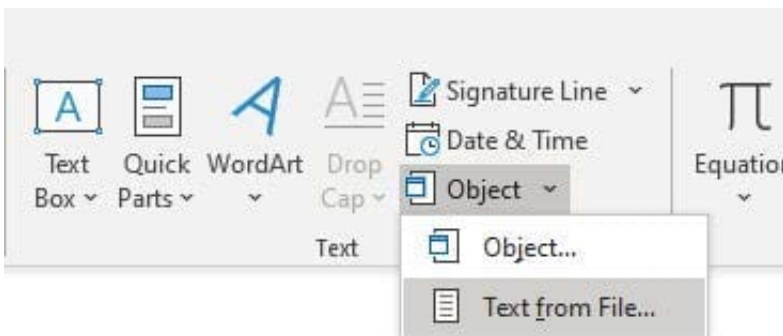 A
A
Signature Line
Date & Time
Text
Box
Quick
Parts
WordArt
Drop
Cap
Object
π
Equation
Text
Object...
Text from File...